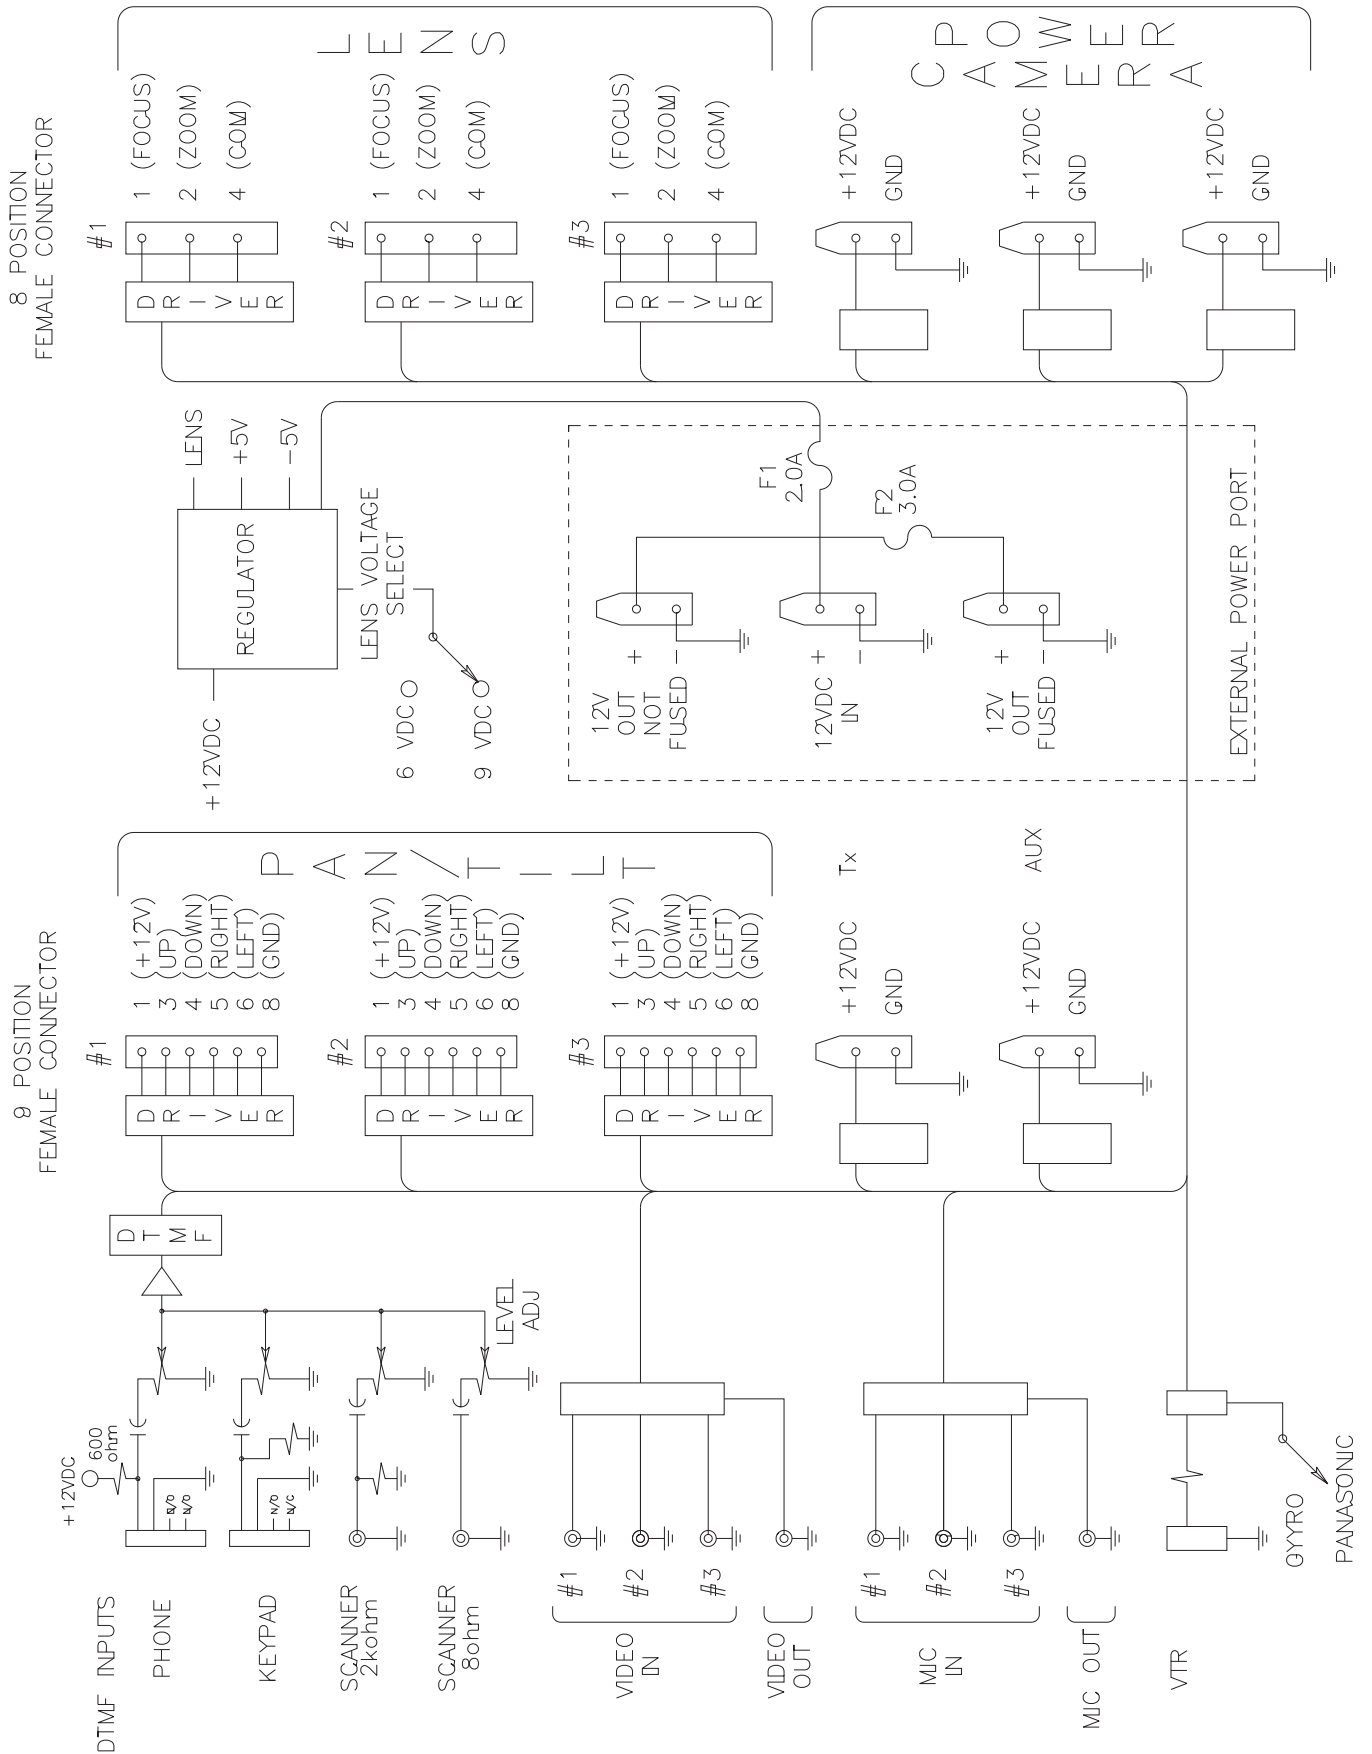 DTMF INPUTS
PHONE
KEYPAD
SCANNER
2kohm
SCANNER
8ohm
VIDEO
IN
#1
#2
#3
VIDEO
OUT
MIC
IN
#1
#2
#3
MIC OUT
VTR
+12VDC
600
ohm
N/O
N/O
N/O
N/C
LEVEL
ADJ
GYYRO
PANASONIC
DTMF
9 POSITION
FEMALE CONNECTOR
#1
DRIVER
1 (+12V)
3 (UP)
4 (DOWN)
5 (RIGHT)
6 (LEFT)
8 (GND)
#2
DRIVER
1 (+12V)
3 (UP)
4 (DOWN)
5 (RIGHT)
6 (LEFT)
8 (GND)
#3
DRIVER
1 (+12V)
3 (UP)
4 (DOWN)
5 (RIGHT)
6 (LEFT)
8 (GND)
PAN/TILT
+12VDC
GND
Tx
+12VDC
GND
AUX
+12VDC
REGULATOR
LENS
+5V
-5V
LENS VOLTAGE
SELECT
6 VDC
9 VDC
12V
OUT
NOT
FUSED
+
-
12VDC
IN
+
-
12V
OUT
FUSED
+
-
F1
2.0A
F2
3.0A
EXTERNAL POWER PORT
8 POSITION
FEMALE CONNECTOR
#1
DRIVER
1 (FOCUS)
2 (ZOOM)
4 (COM)
#2
DRIVER
1 (FOCUS)
2 (ZOOM)
4 (COM)
#3
DRIVER
1 (FOCUS)
2 (ZOOM)
4 (COM)
LENS
+12VDC
GND
+12VDC
GND
+12VDC
GND
CAMERA
POWER